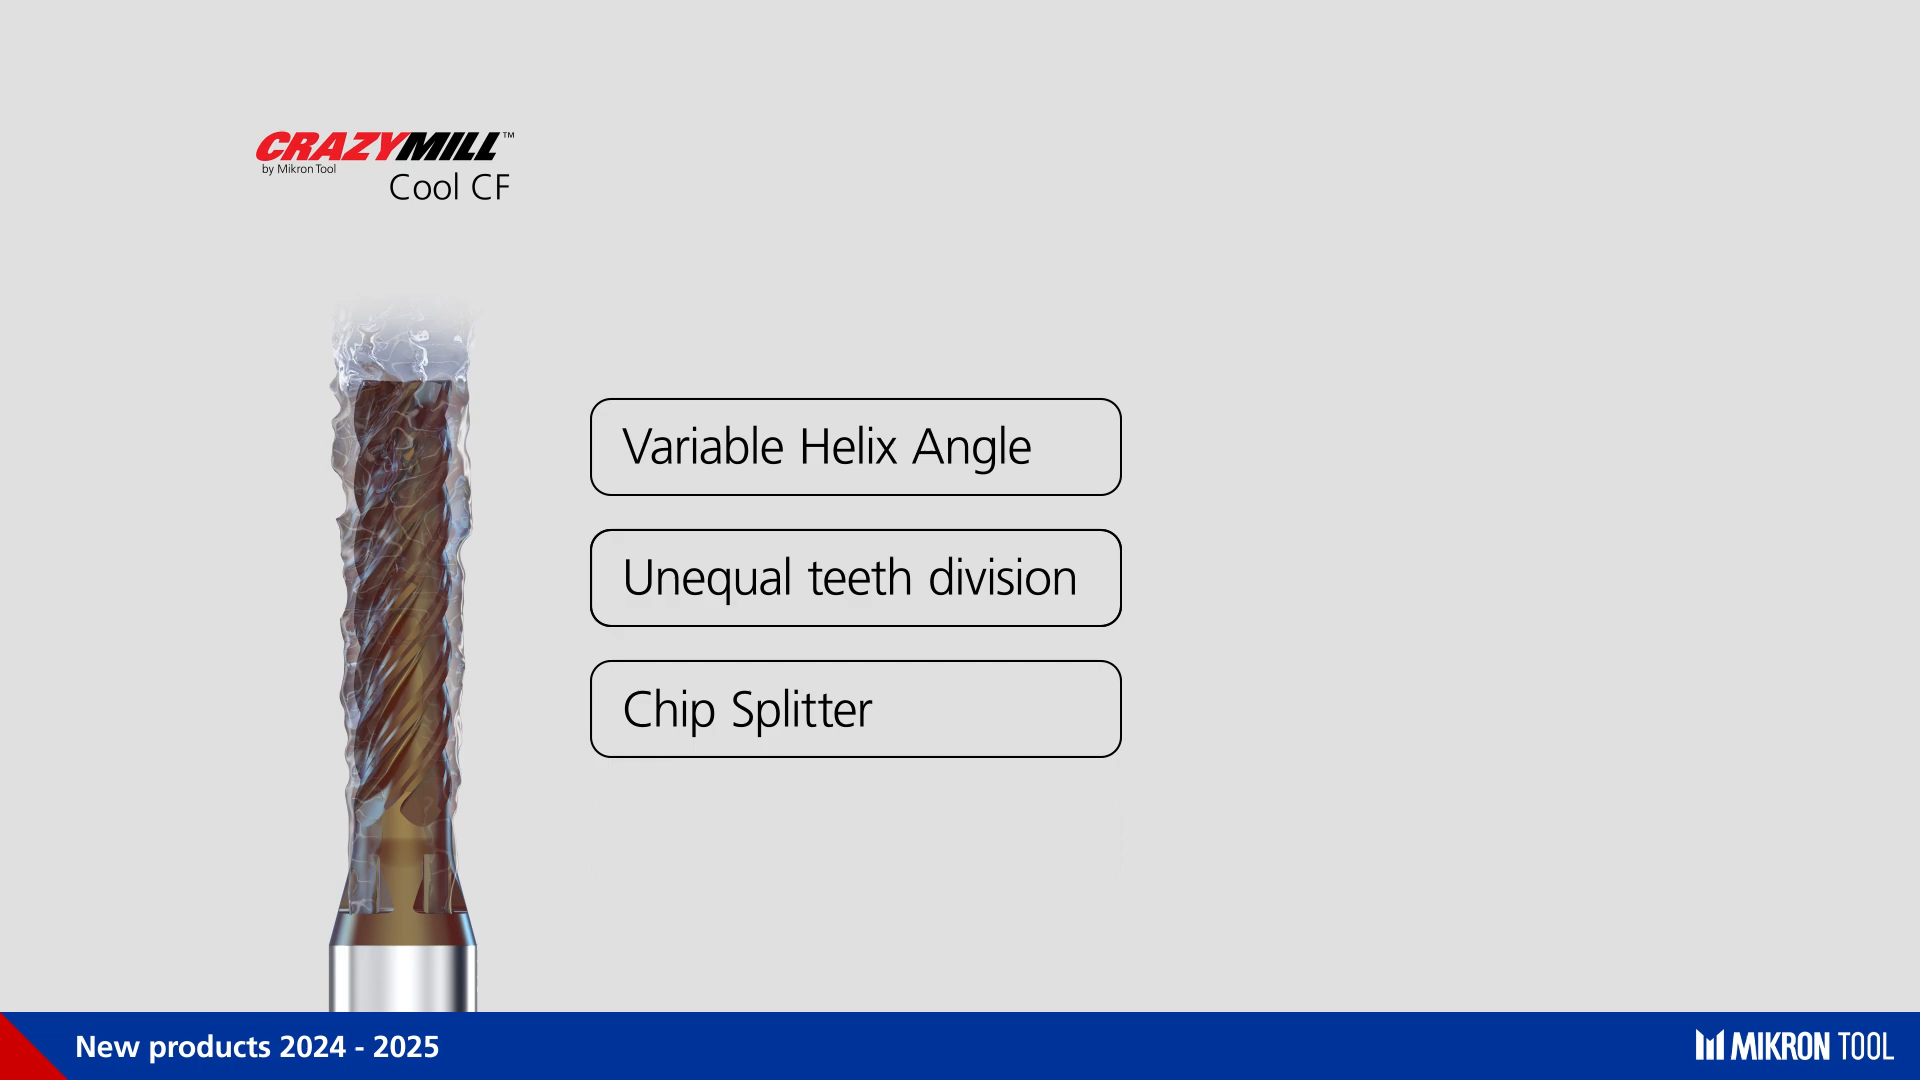 CRAZYMILL™
by Mikron Tool
Cool CF
Variable Helix Angle
Unequal teeth division
Chip Splitter
New products 2024 - 2025
MIKRON TOOL